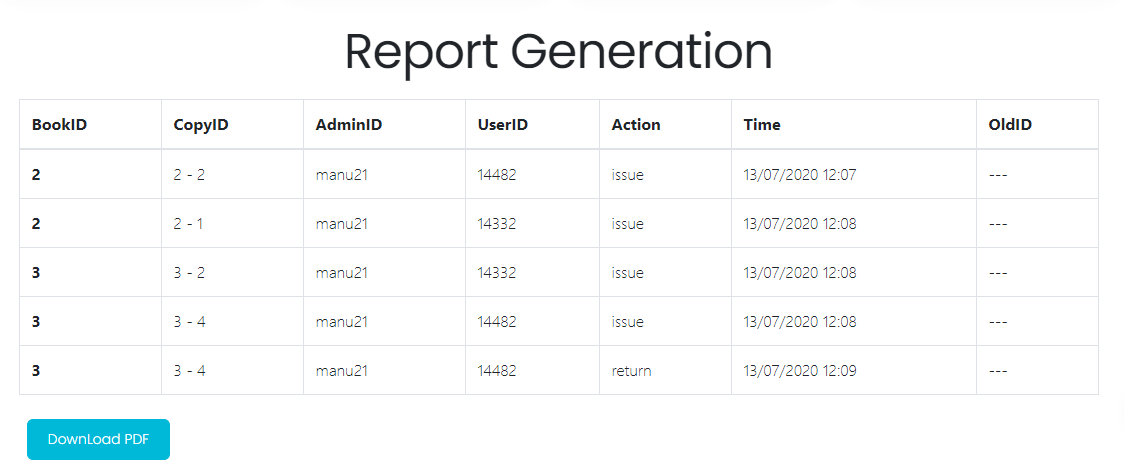 Report Generation
BookID CopyID AdminID UserID Action Time OldID
2 2 - 2 manu21 14482 issue 13/07/2020 12:07 ---
2 2 - 1 manu21 14332 issue 13/07/2020 12:08 ---
3 3 - 2 manu21 14332 issue 13/07/2020 12:08 ---
3 3 - 4 manu21 14482 issue 13/07/2020 12:08 ---
3 3 - 4 manu21 14482 return 13/07/2020 12:09 ---
DownLoad PDF